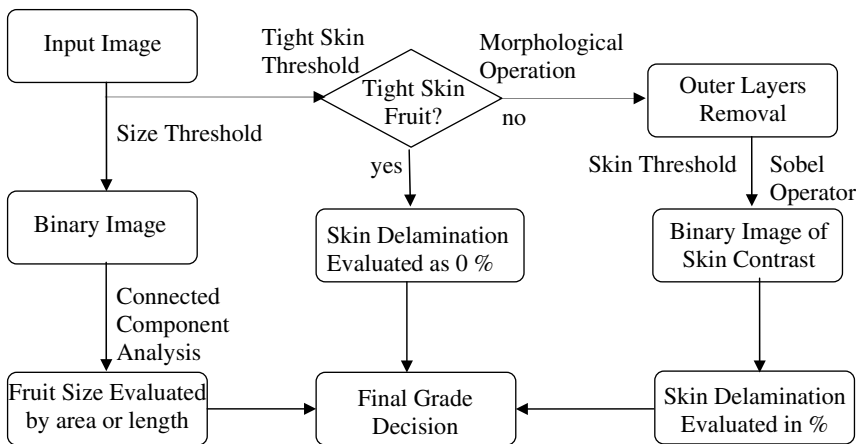 Input Image
Tight Skin
Threshold
Morphological
Operation
Tight Skin
Fruit?
no
Outer Layers
Removal
Size Threshold
yes
Skin Threshold
Sobel
Operator
Binary Image
Skin Delamination
Evaluated as 0 %
Binary Image of
Skin Contrast
Connected
Component
Analysis
Fruit Size Evaluated
by area or length
Final Grade
Decision
Skin Delamination
Evaluated in %